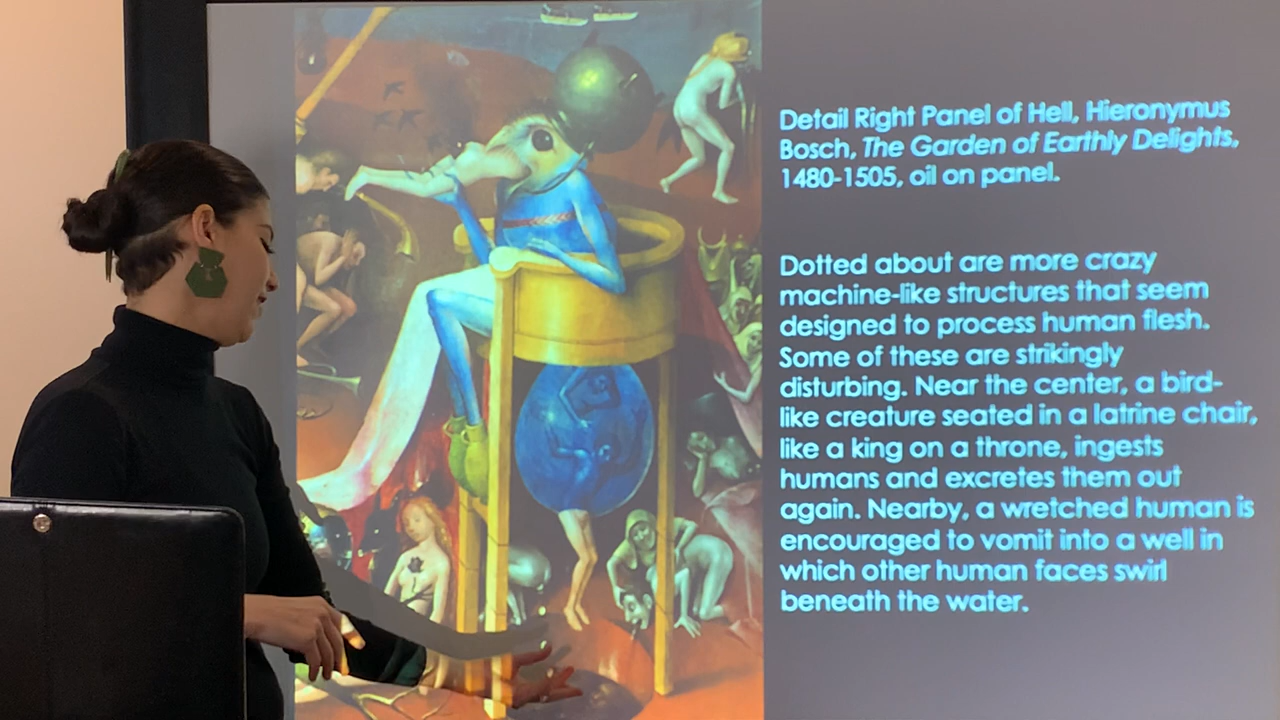 Detail Right Panel of Hell, Hieronymus
Bosch, The Garden of Earthly Delights,
1480-1505, oil on panel.
Dotted about are more crazy
machine-like structures that seem
designed to process human flesh.
Some of these are strikingly
disturbing. Near the center, a bird-
like creature seated in a latrine chair,
like a king on a throne, ingests
humans and excretes them out
again. Nearby, a wretched human is
encouraged to vomit into a well in
which other human faces swirl
beneath the water.